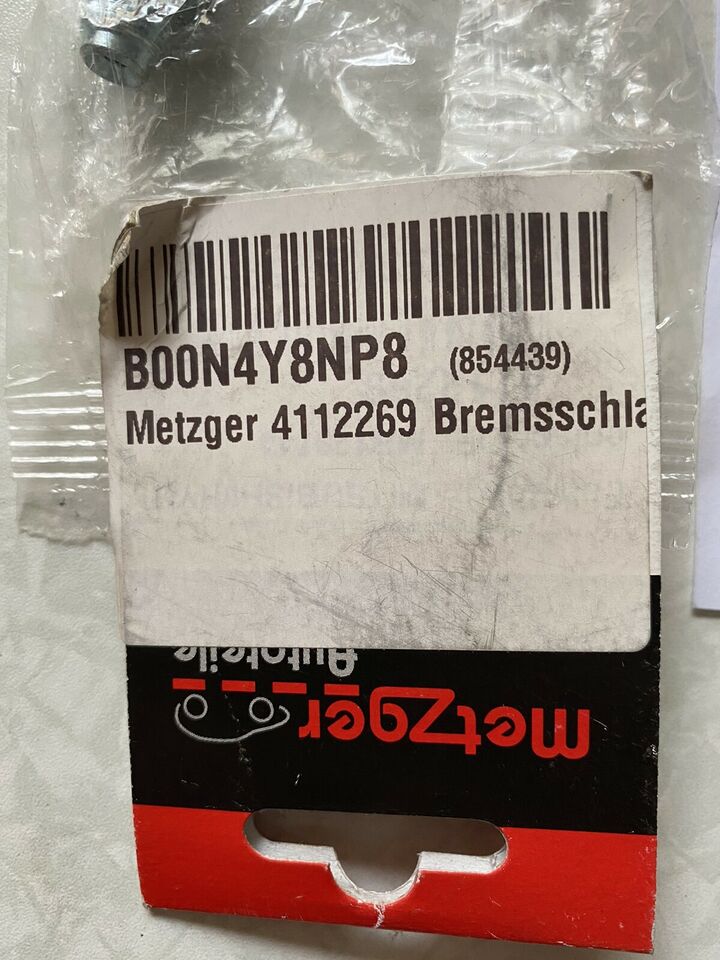 B00N4Y8NP8 (854439)
Metzger 4112269 Bremsschla
Autoteile
metzger